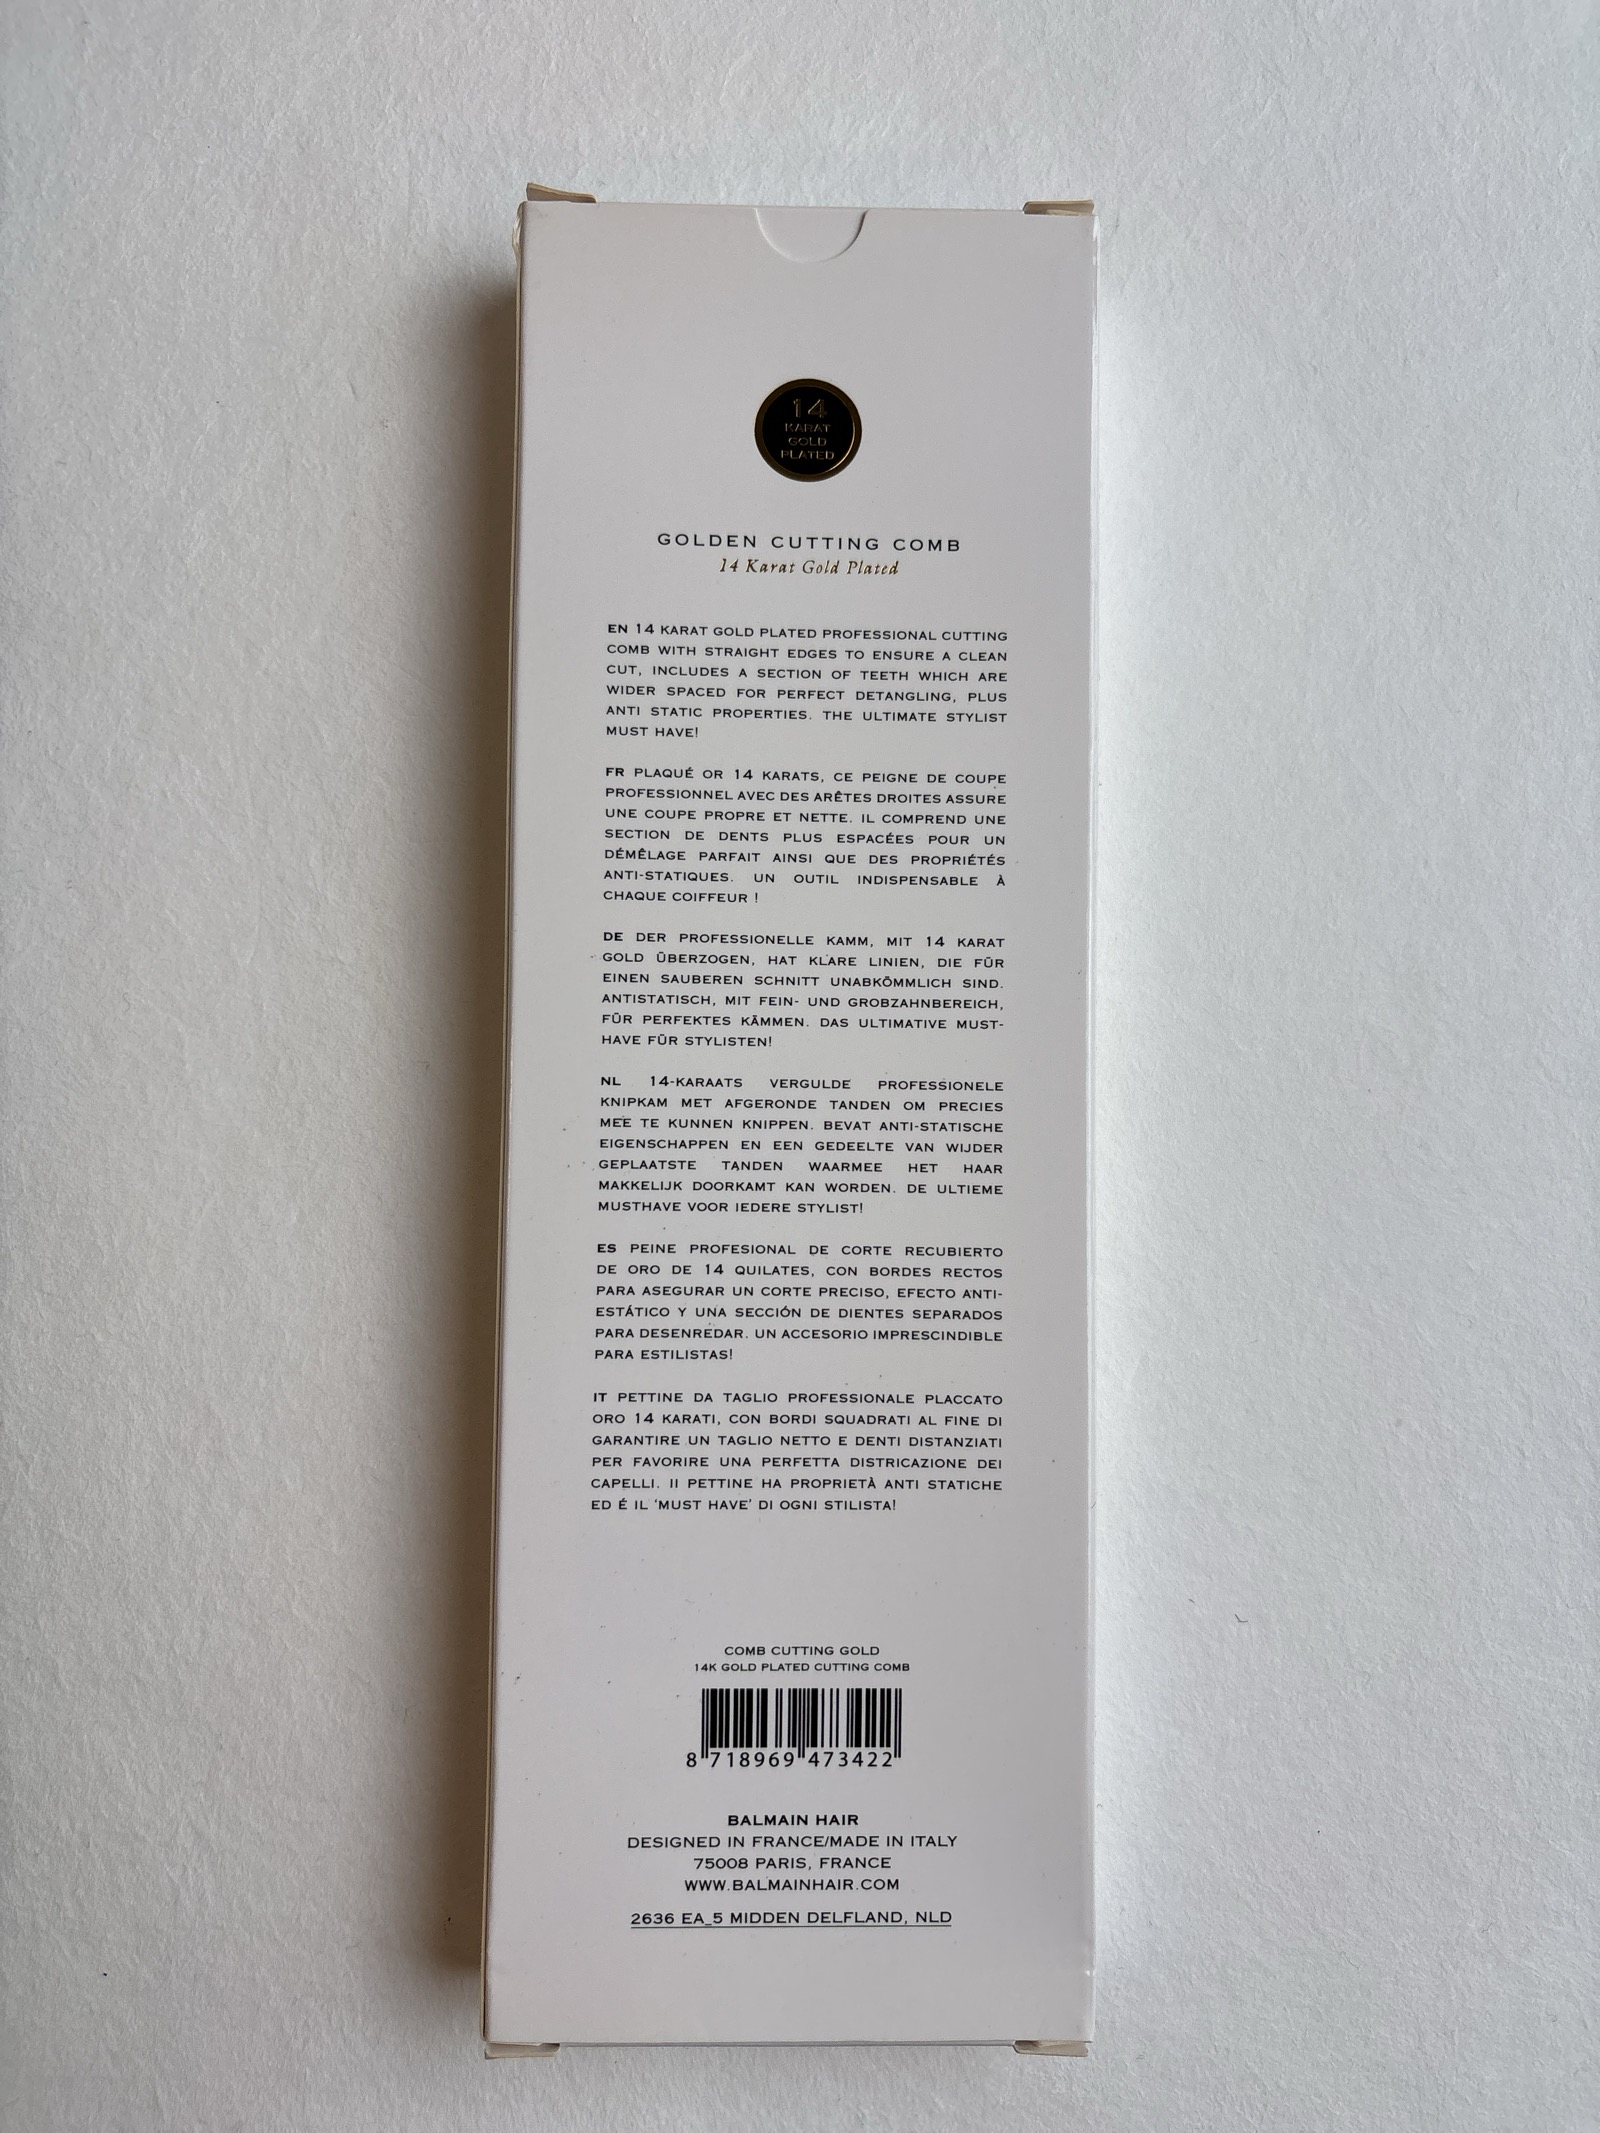 14
KARAT
GOLD
PLATED
GOLDEN CUTTING COMB
14 Karat Gold Plated
EN 14 KARAT GOLD PLATED PROFESSIONAL CUTTING
COMB WITH STRAIGHT EDGES TO ENSURE A CLEAN
CUT, INCLUDES A SECTION OF TEETH WHICH ARE
WIDER SPACED FOR PERFECT DETANGLING, PLUS
ANTI STATIC PROPERTIES. THE ULTIMATE STYLIST
MUST HAVE!
FR PLAQUÉ OR 14 KARATS, CE PEIGNE DE COUPE
PROFESSIONNEL AVEC DES ARÊTES DROITES ASSURE
UNE COUPE PROPRE ET NETTE. IL COMPREND UNE
SECTION DE DENTS PLUS ESPACÉES POUR UN
DÉMÊLAGE PARFAIT AINSI QUE DES PROPRIÉTÉS
ANTI-STATIQUES. UN OUTIL INDISPENSABLE À
CHAQUE COIFFEUR !
DE DER PROFESSIONELLE KAMM, MIT 14 KARAT
GOLD ÜBERZOGEN, HAT KLARE LINIEN, DIE FÜR
EINEN SAUBEREN SCHNITT UNABKÖMMLICH SIND.
ANTISTATISCH, MIT FEIN- UND GROBZAHNBEREICH,
FÜR PERFEKTES KÄMMEN. DAS ULTIMATIVE MUST-
HAVE FÜR STYLISTEN!
NL 14-KARAATS VERGULDE PROFESSIONELE
KNIPKAM MET AFGERONDE TANDEN OM PRECIES
MEE TE KUNNEN KNIPPEN. BEVAT ANTI-STATISCHE
EIGENSCHAPPEN EN EEN GEDEELTE VAN WIJDER
GEPLAATSTE TANDEN WAARMEE HET HAAR
MAKKELIJK DOORKAMT KAN WORDEN. DE ULTIEME
MUSTHAVE VOOR IEDERE STYLIST!
ES PEINE PROFESIONAL DE CORTE RECUBIERTO
DE ORO DE 14 QUILATES, CON BORDES RECTOS
PARA ASEGURAR UN CORTE PRECISO, EFECTO ANTI-
ESTÁTICO Y UNA SECCIÓN DE DIENTES SEPARADOS
PARA DESENREDAR. UN ACCESORIO IMPRESCINDIBLE
PARA ESTILISTAS!
IT PETTINE DA TAGLIO PROFESSIONALE PLACCATO
ORO 14 KARATI, CON BORDI SQUADRATI AL FINE DI
GARANTIRE UN TAGLIO NETTO E DENTI DISTANZIATI
PER FAVORIRE UNA PERFETTA DISTRICAZIONE DEI
CAPELLI. II PETTINE HA PROPRIETÀ ANTI STATICHE
ED É IL ‘MUST HAVE’ DI OGNI STILISTA!
COMB CUTTING GOLD
14K GOLD PLATED CUTTING COMB
8 718969 473422
BALMAIN HAIR
DESIGNED IN FRANCE/MADE IN ITALY
75008 PARIS, FRANCE
WWW.BALMAINHAIR.COM
2636 EA_5 MIDDEN DELFLAND, NLD